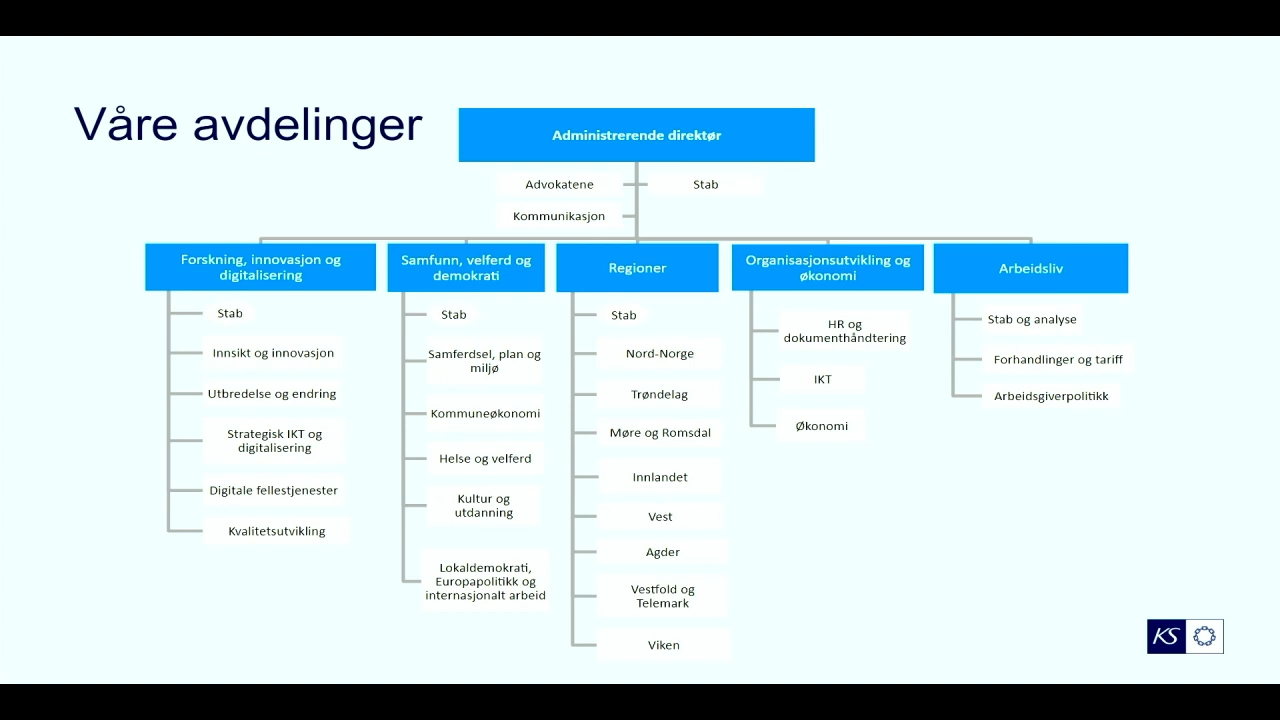 Våre avdelinger
Administrerende direktør
Advokatene
Stab
Kommunikasjon
Forskning, innovasjon og
digitalisering
Stab
Innsikt og innovasjon
Utbredelse og endring
Strategisk IKT og
digitalisering
Digitale fellestjenester
Kvalitetsutvikling
Samfunn, velferd og
demokrati
Stab
Samferdsel, plan og
miljø
Kommuneøkonomi
Helse og velferd
Kultur og
utdanning
Lokaldemokrati,
Europapolitikk og
internasjonalt arbeid
Regioner
Stab
Nord-Norge
Trøndelag
Møre og Romsdal
Innlandet
Vest
Agder
Vestfold og
Telemark
Viken
Organisasjonsutvikling og
økonomi
HR og
dokumenthåndtering
IKT
Økonomi
Arbeidsliv
Stab og analyse
Forhandlinger og tariff
Arbeidsgiverpolitikk
KS